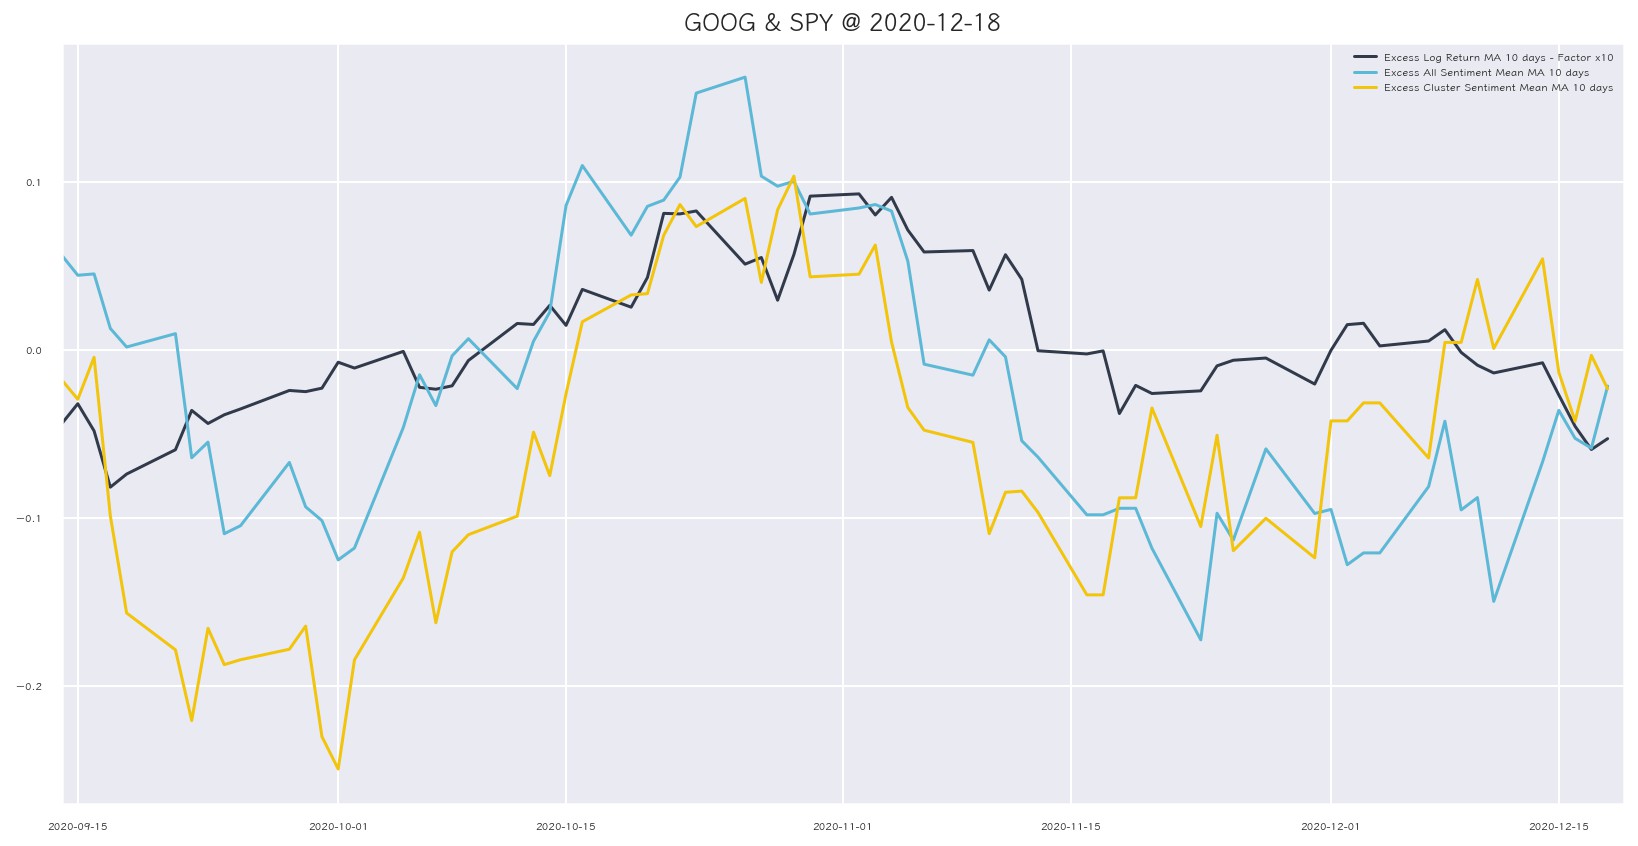 GOOG & SPY @ 2020-12-18
Excess Log Return MA 10 days - Factor x10
Excess All Sentiment Mean MA 10 days
Excess Cluster Sentiment Mean MA 10 days
0.1
0.0
−0.1
−0.2
2020-09-15
2020-10-01
2020-10-15
2020-11-01
2020-11-15
2020-12-01
2020-12-15